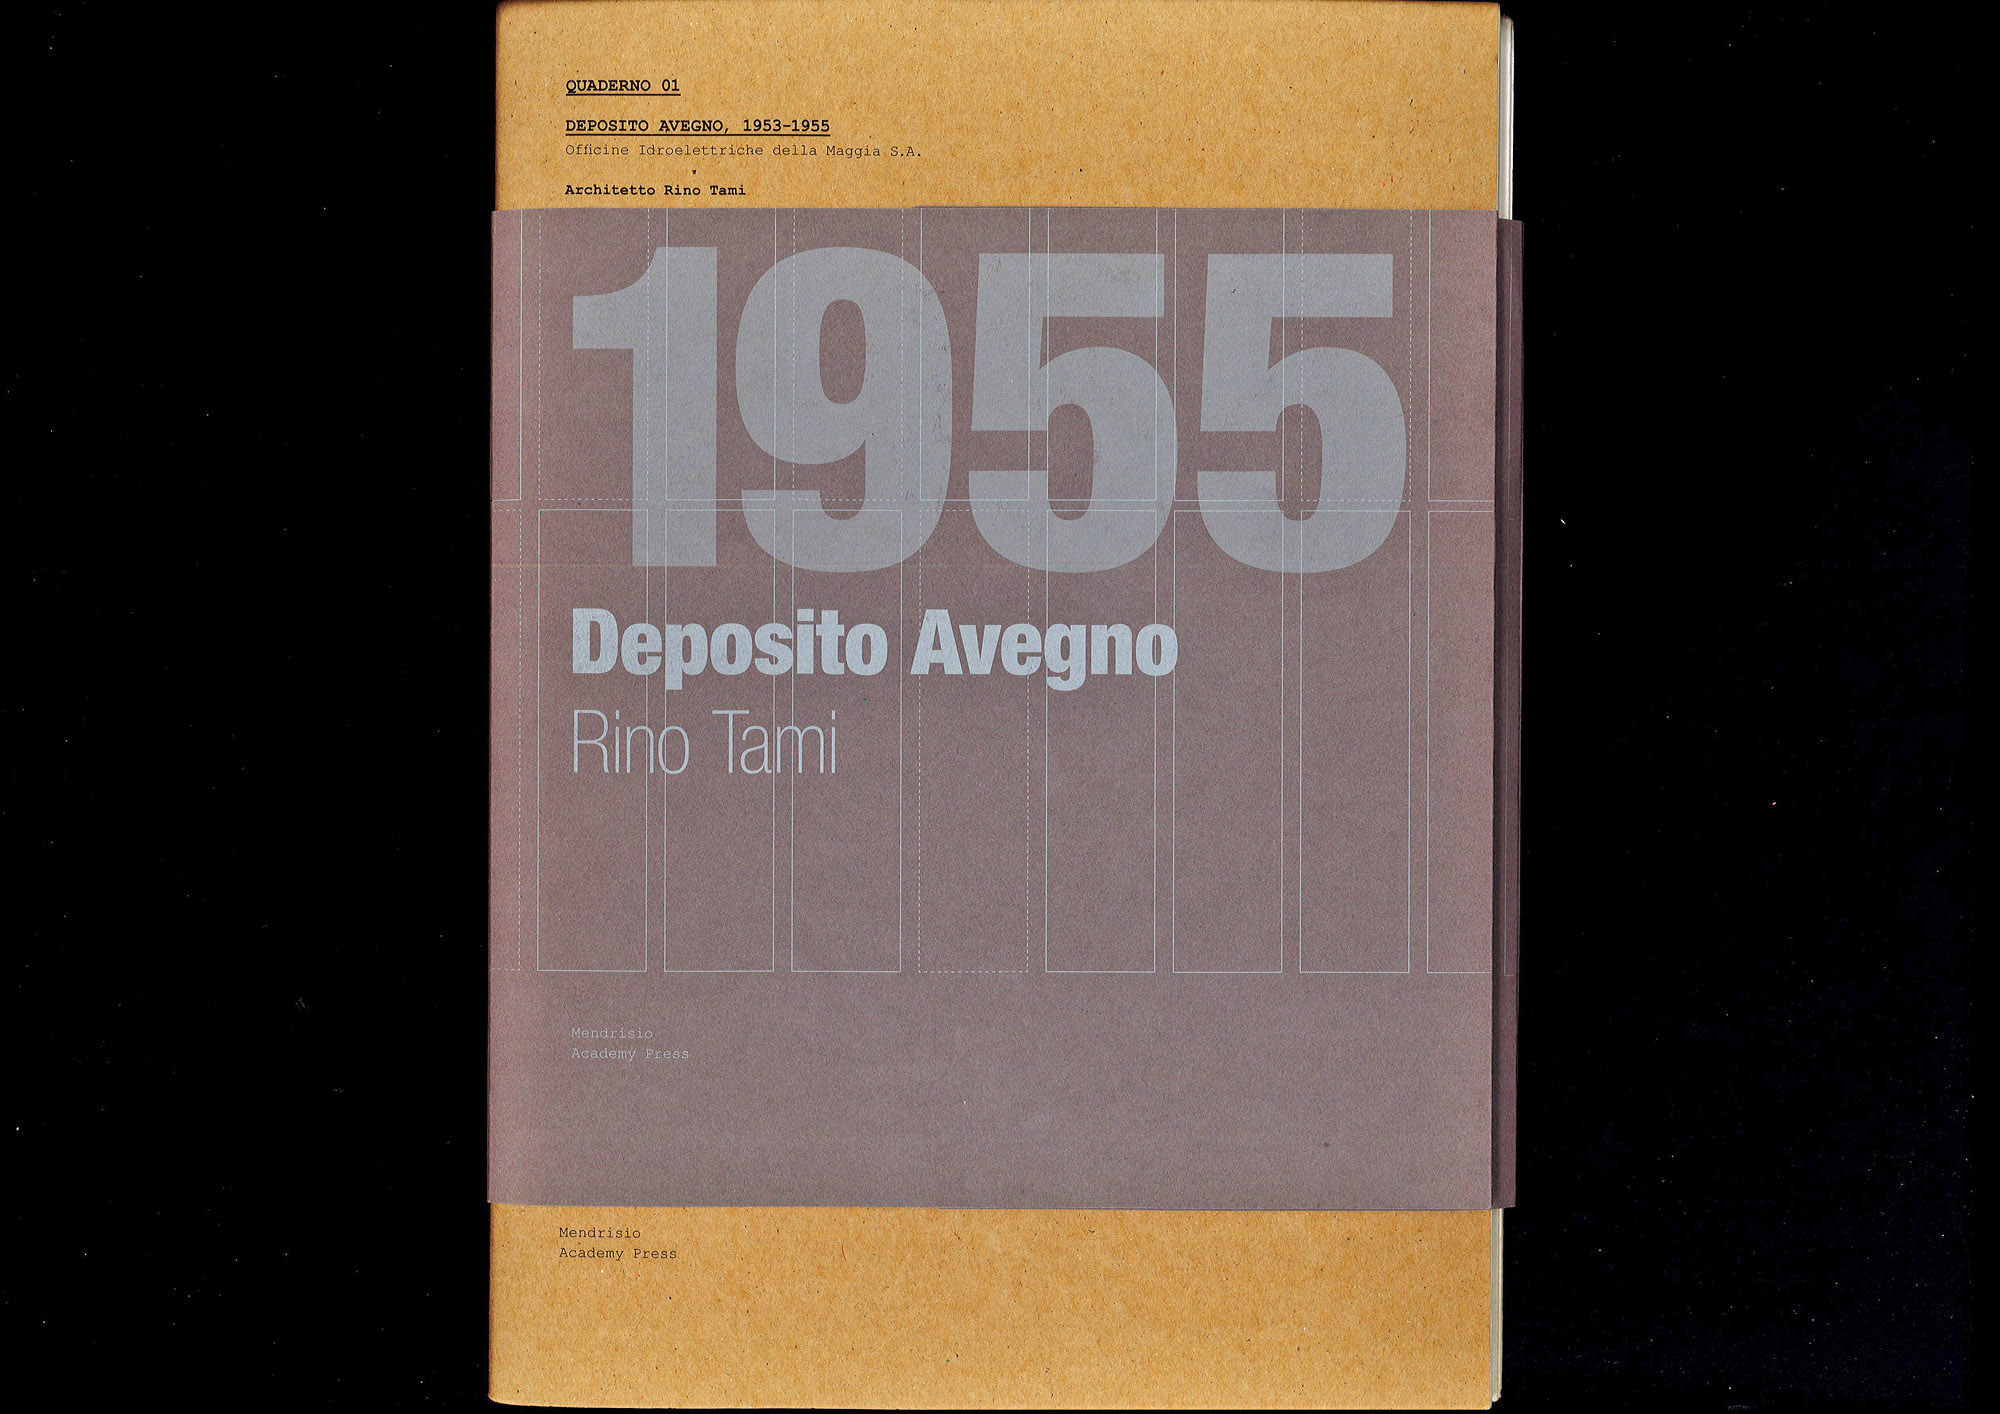 QUADERNO 01
DEPOSITO AVEGNO, 1953-1955
Officine Idroelettriche della Maggia S.A.
Architetto Rino Tami
1955
Deposito Avegno
Rino Tami
Mendrisio
Academy Press
Mendrisio
Academy Press